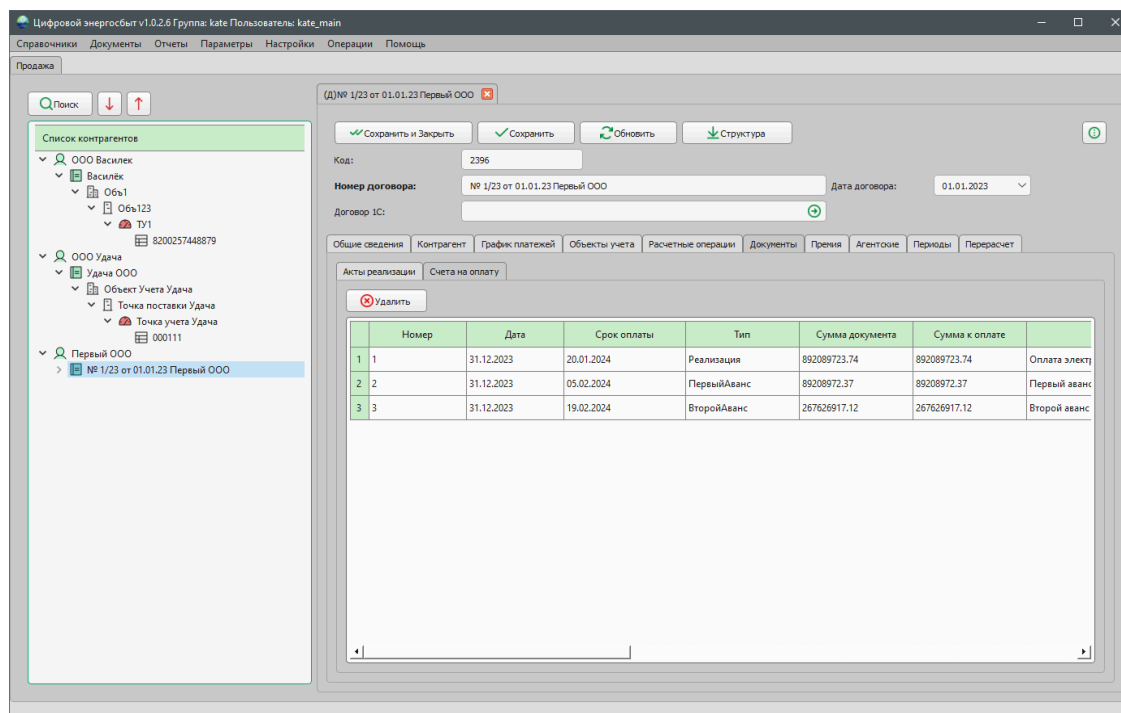 Цифровой энергосбыт v1.0.2.6 Группа: kate Пользователь: kate_main
Справочники Документы Отчеты Параметры Настройки Операции Помощь
Продажа
Поиск
Список контрагентов
ООО Василек
Василёк
Объ1
Объ123
ТУ1
8200257448879
ООО Удача
Удача ООО
Объект Учета Удача
Точка поставки Удача
Точка учета Удача
000111
Первый ООО
№ 1/23 от 01.01.23 Первый ООО
(Д)№ 1/23 от 01.01.23 Первый ООО
Сохранить и Закрыть Сохранить Обновить Структура
Код: 2396
Номер договора: № 1/23 от 01.01.23 Первый ООО Дата договора: 01.01.2023
Договор 1С:
Общие сведения Контрагент График платежей Объекты учета Расчетные операции Документы Премия Агентские Периоды Перерасчет
Акты реализации Счета на оплату
Удалить
Номер Дата Срок оплаты Тип Сумма документа Сумма к оплате
1 1 31.12.2023 20.01.2024 Реализация 892089723.74 892089723.74 Оплата электр
2 2 31.12.2023 05.02.2024 ПервыйАванс 89208972.37 89208972.37 Первый аванс
3 3 31.12.2023 19.02.2024 ВторойАванс 267626917.12 267626917.12 Второй аванс